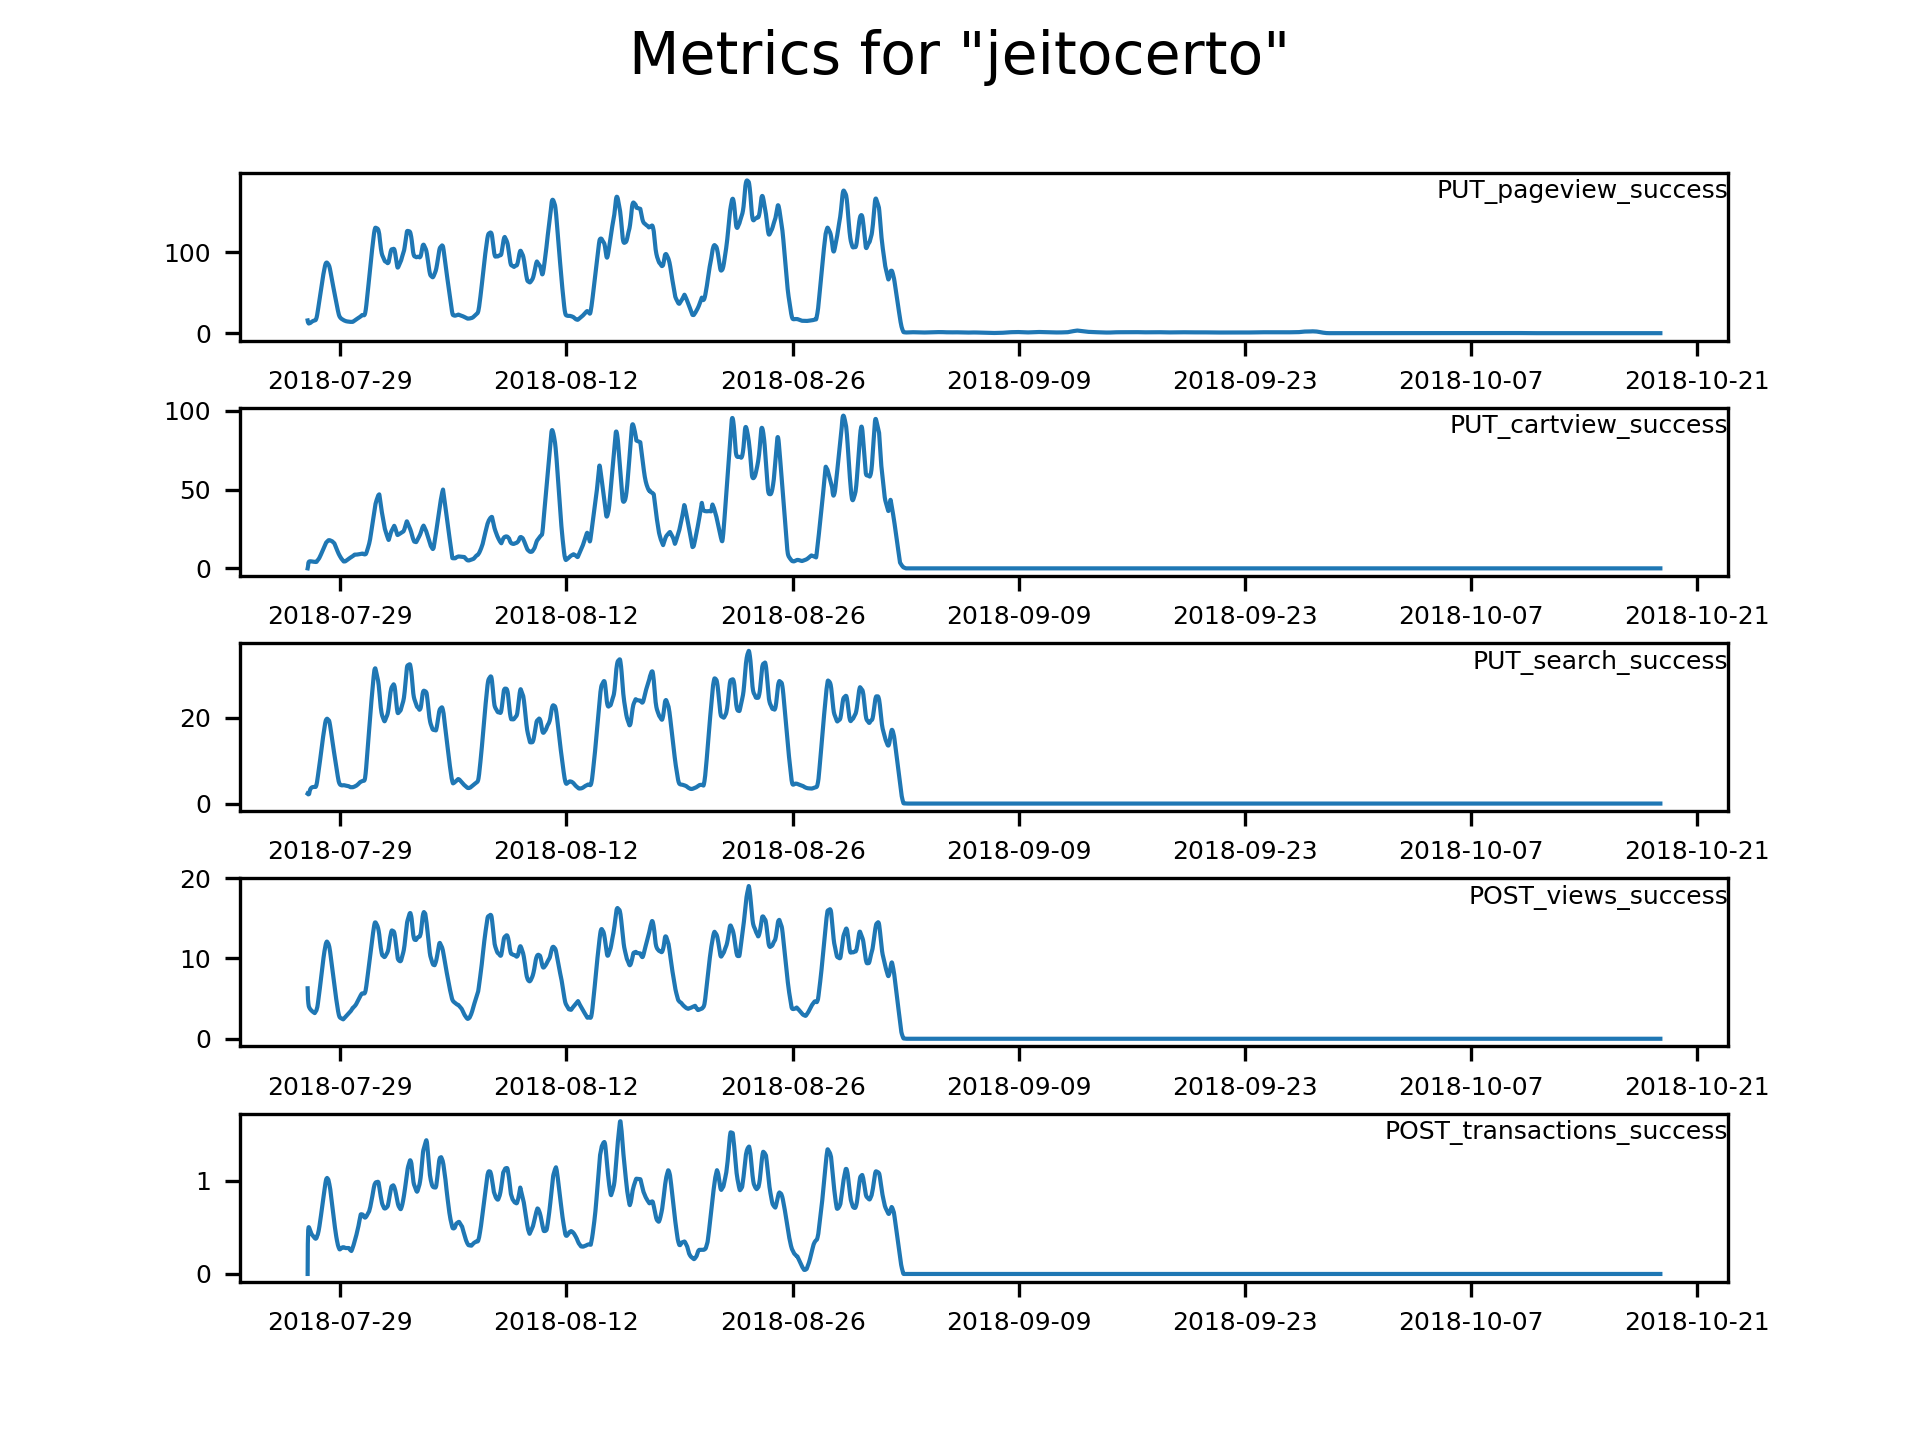 Metrics for "jeitocerto"
PUT_pageview_success
100
0
2018-07-29 2018-08-12 2018-08-26 2018-09-09 2018-09-23 2018-10-07 2018-10-21
PUT_cartview_success
100
50
0
2018-07-29 2018-08-12 2018-08-26 2018-09-09 2018-09-23 2018-10-07 2018-10-21
PUT_search_success
20
0
2018-07-29 2018-08-12 2018-08-26 2018-09-09 2018-09-23 2018-10-07 2018-10-21
POST_views_success
20
10
0
2018-07-29 2018-08-12 2018-08-26 2018-09-09 2018-09-23 2018-10-07 2018-10-21
POST_transactions_success
1
0
2018-07-29 2018-08-12 2018-08-26 2018-09-09 2018-09-23 2018-10-07 2018-10-21